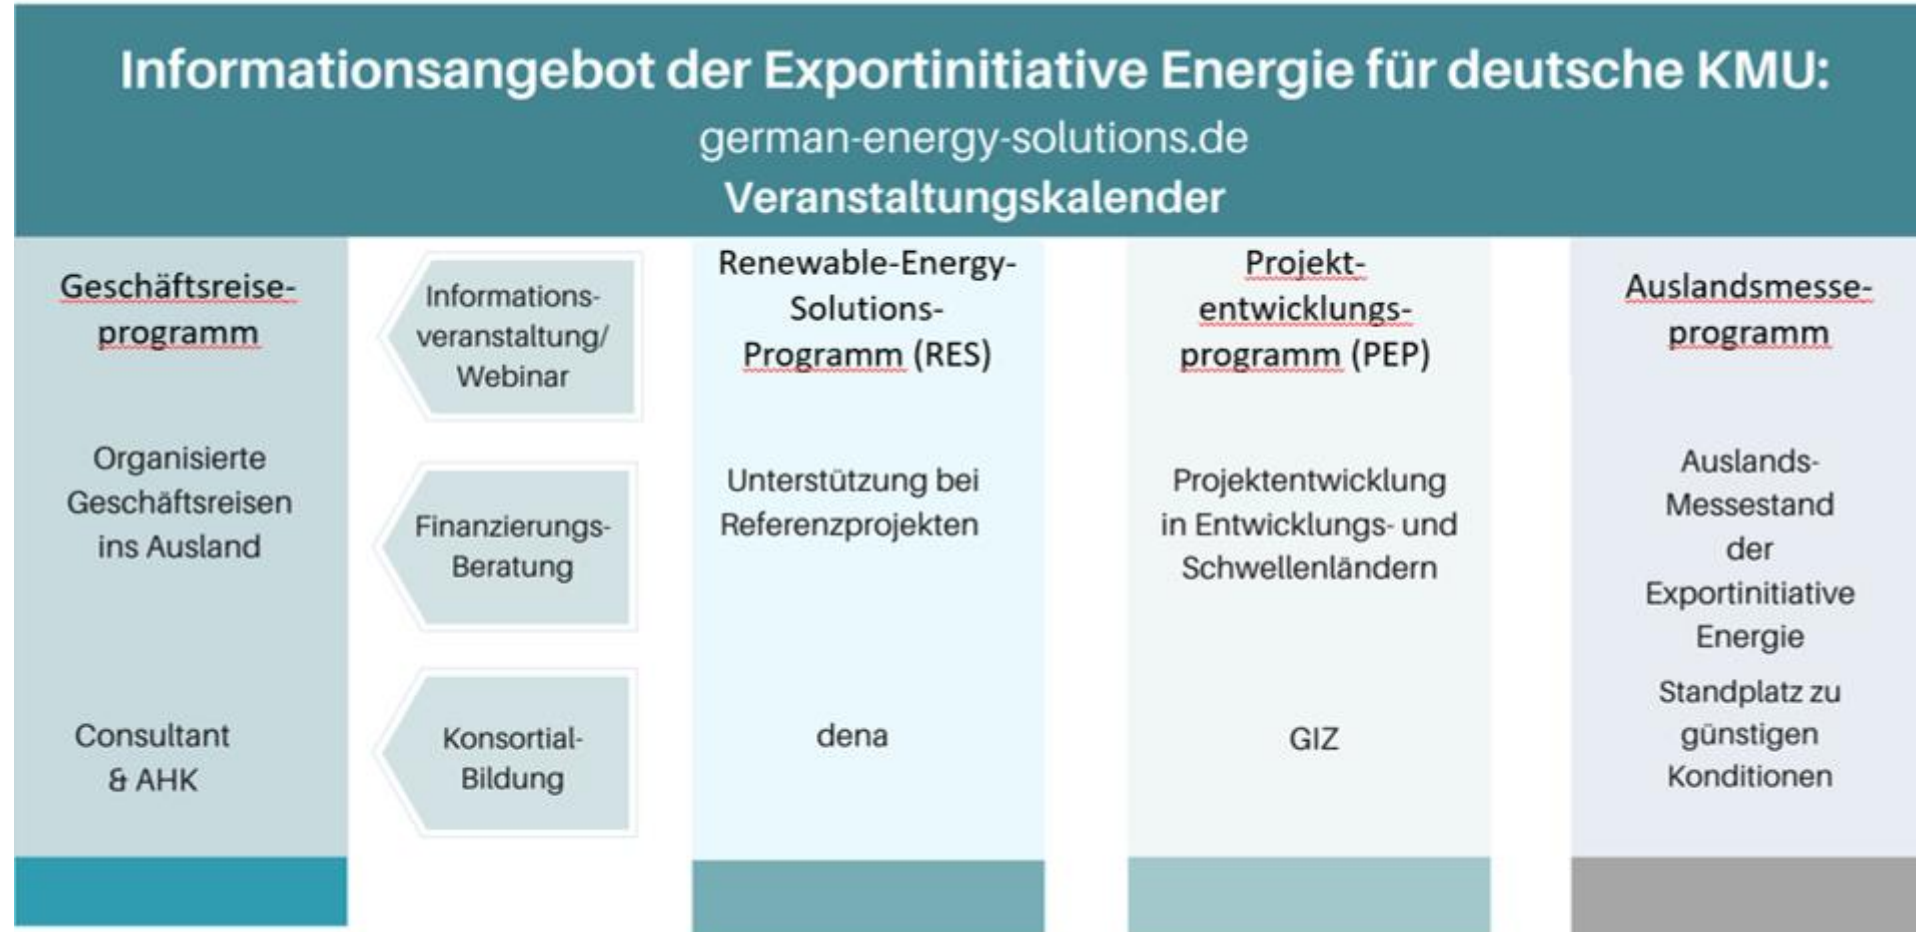 Informationsangebot der Exportinitiative Energie für deutsche KMU:
german-energy-solutions.de
Veranstaltungskalender
Geschäftsreise-
programm
Organisierte
Geschäftsreisen
ins Ausland
Consultant
& AHK
Informations-
veranstaltung/
Webinar
Finanzierungs-
Beratung
Konsortial-
Bildung
Renewable-Energy-
Solutions-
Programm (RES)
Unterstützung bei
Referenzprojekten
dena
Projekt-
entwicklungs-
programm (PEP)
Projektentwicklung
in Entwicklungs- und
Schwellenländern
GIZ
Auslandsmesse-
programm
Auslands-
Messestand
der
Exportinitiative
Energie
Standplatz zu
günstigen
Konditionen